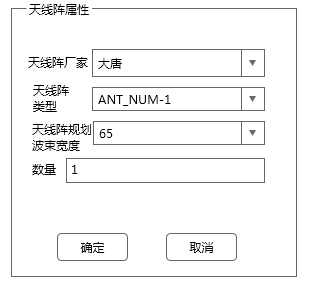 天线阵属性
天线阵厂家 大唐
天线阵
类型 ANT_NUM-1
天线阵规划
波束宽度 65
数量 1
确定 取消